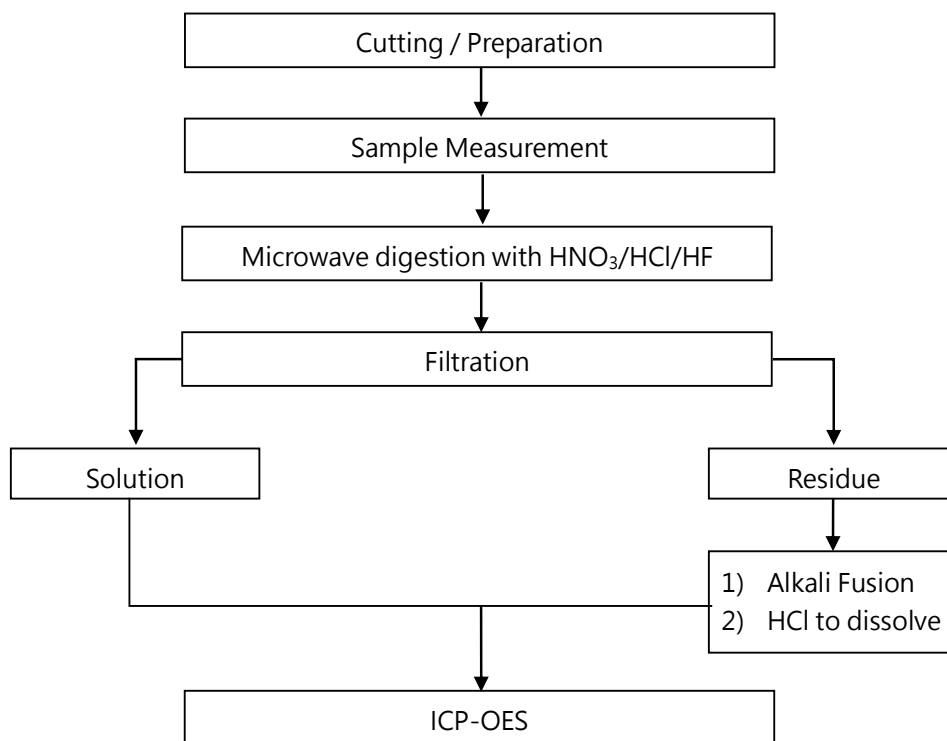 Cutting / Preparation
Sample Measurement
Microwave digestion with HNO₃/HCl/HF
Filtration
Solution
Residue
1) Alkali Fusion
2) HCl to dissolve
ICP-OES